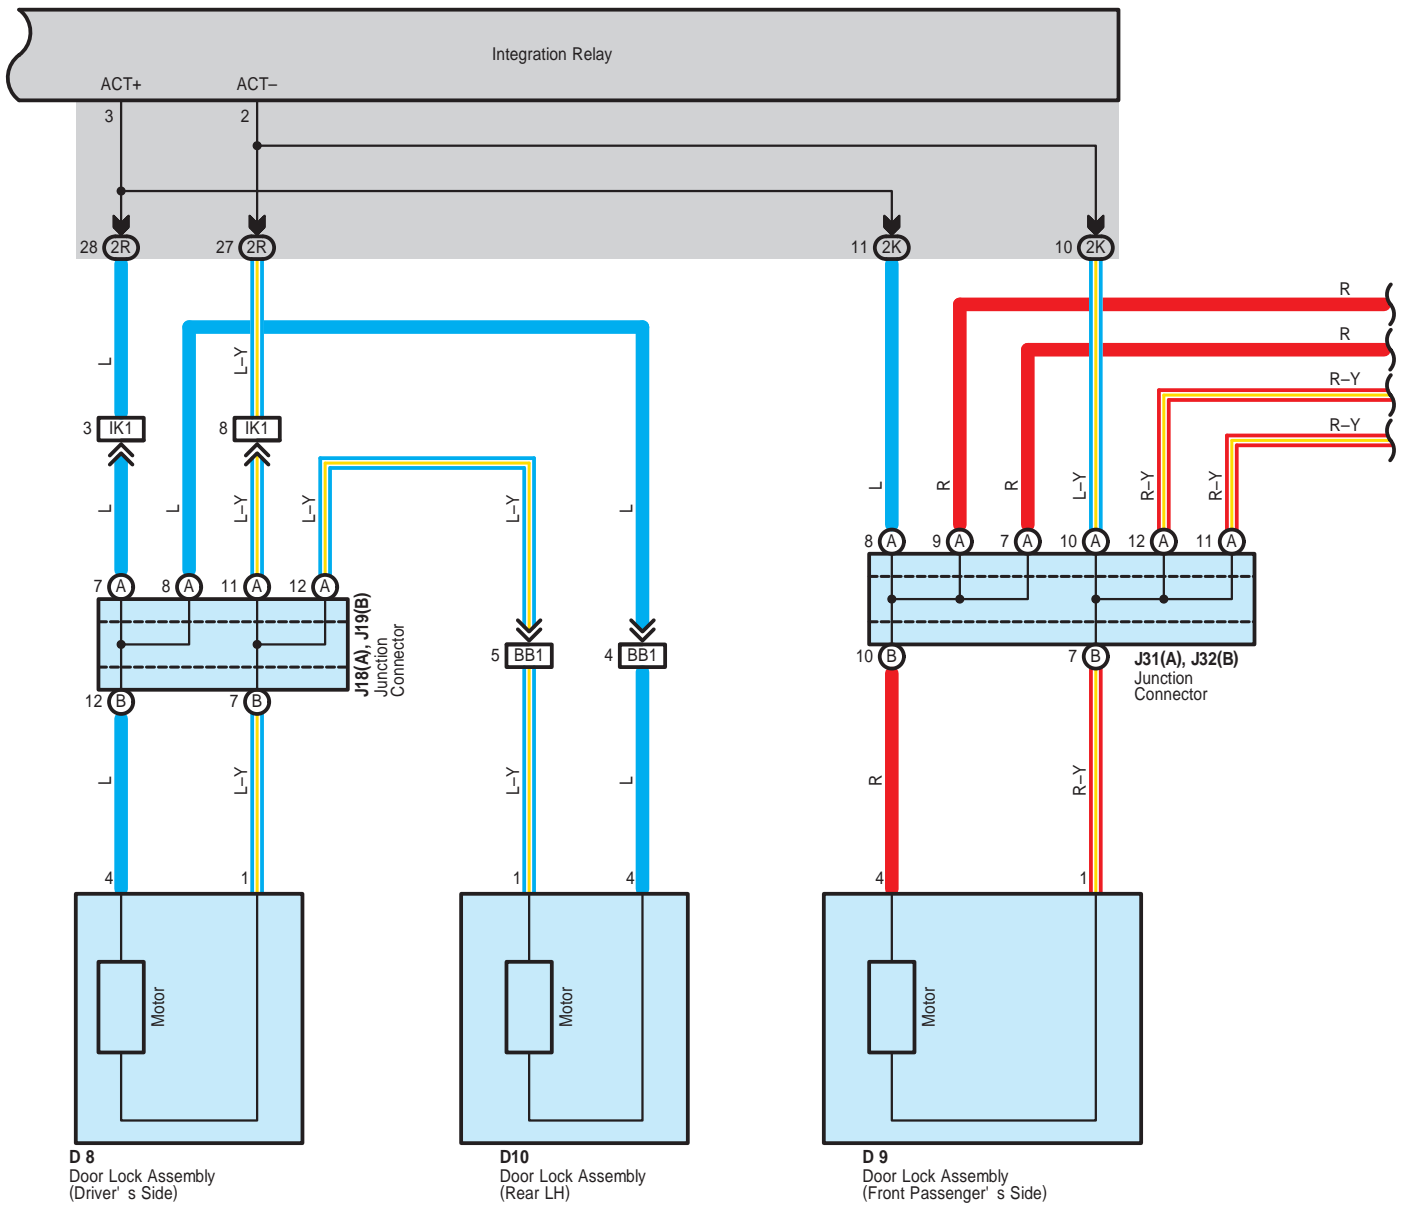 Integration Relay
ACT+ ACT–
3 2
28 2R 27 2R 11 2K 10 2K
R
R
R–Y
R–Y
L L–Y
3 IK1 8 IK1
L L L–Y L–Y L–Y L L R R L–Y R–Y R–Y
8 A 9 A 7 A 10 A 12 A 11 A
7 A 8 A 11 A 12 A
J18(A), J19(B)
Junction
Connector
5 BB1 4 BB1
10 B 7 B
J31(A), J32(B)
Junction
Connector
12 B 7 B
L L–Y L–Y L R R–Y
4 1 1 4 4 1
Motor Motor Motor
D 8
Door Lock Assembly
(Driver' s Side)
D10
Door Lock Assembly
(Rear LH)
D 9
Door Lock Assembly
(Front Passenger' s Side)